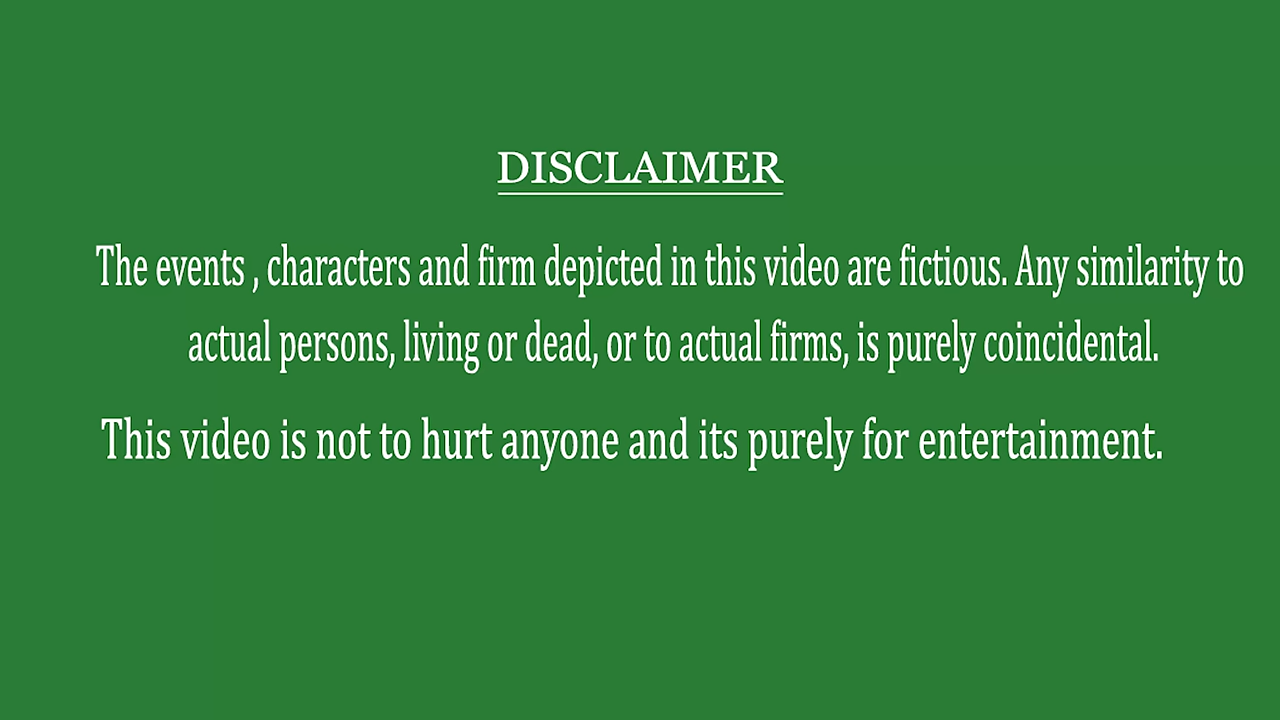 DISCLAIMER
The events , characters and firm depicted in this video are fictious. Any similarity to
actual persons, living or dead, or to actual firms, is purely coincidental.
This video is not to hurt anyone and its purely for entertainment.